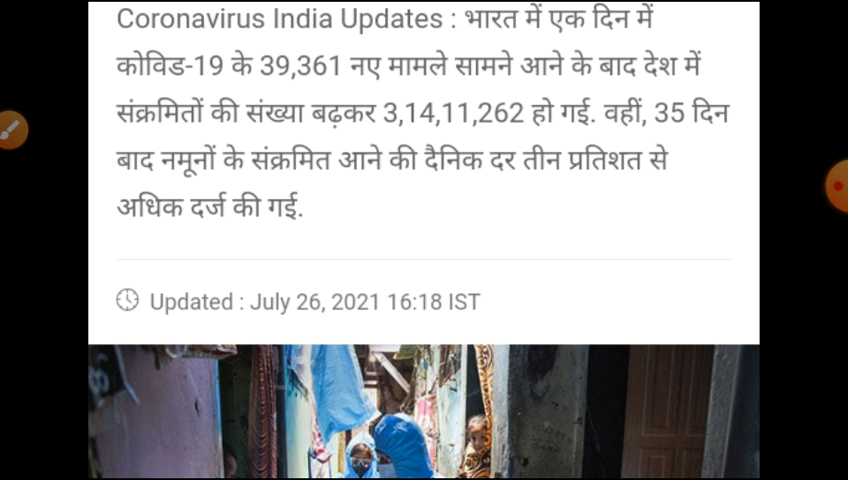 Coronavirus India Updates : भारत में एक दिन में
कोविड-19 के 39,361 नए मामले सामने आने के बाद देश में
संक्रमितों की संख्या बढ़कर 3,14,11,262 हो गई. वहीं, 35 दिन
बाद नमूनों के संक्रमित आने की दैनिक दर तीन प्रतिशत से
अधिक दर्ज की गई.
Updated : July 26, 2021 16:18 IST